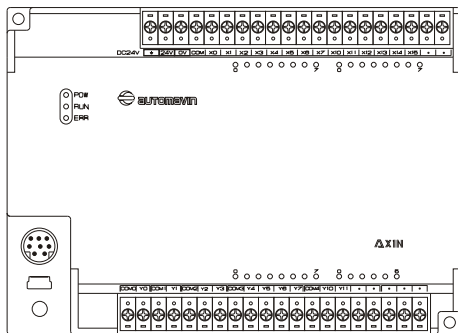 DC24V + 24V 0V COM X0 X1 X2 X3 X4 X5 X6 X7 X10 X11 X12 X13 X14 X15 • •
0 7 0 7
POW
RUN
ERR
automavin
AXIN
0 7 0 5
COM0 Y0 COM1 Y1 COM2 Y2 Y3 COM3 Y4 Y5 Y6 Y7 COM4 Y10 Y11 • • • • •